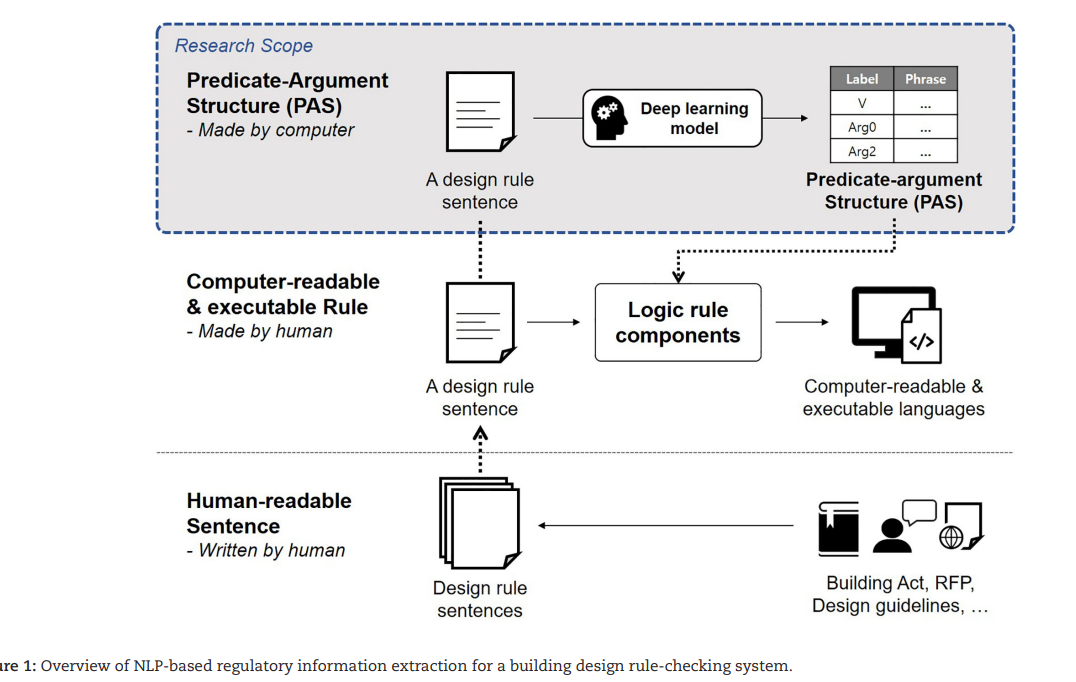 Research Scope
Predicate-Argument
Structure (PAS)
- Made by computer
A design rule
sentence
Deep learning
model
Label Phrase
V ...
Arg0 ...
Arg2 ...
Predicate-argument
Structure (PAS)
Computer-readable
& executable Rule
- Made by human
A design rule
sentence
Logic rule
components
</>
Computer-readable &
executable languages
Human-readable
Sentence
- Written by human
Design rule
sentences
Building Act, RFP,
Design guidelines, ...
ure 1: Overview of NLP-based regulatory information extraction for a building design rule-checking system.